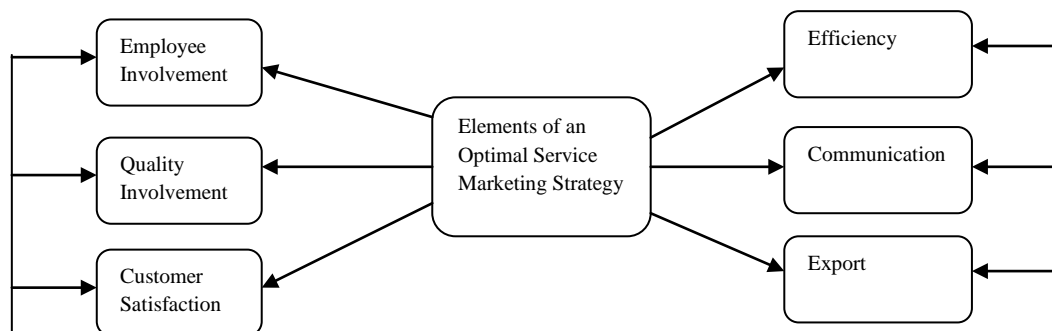 Employee
Involvement
Quality
Involvement
Customer
Satisfaction
Elements of an
Optimal Service
Marketing Strategy
Efficiency
Communication
Export